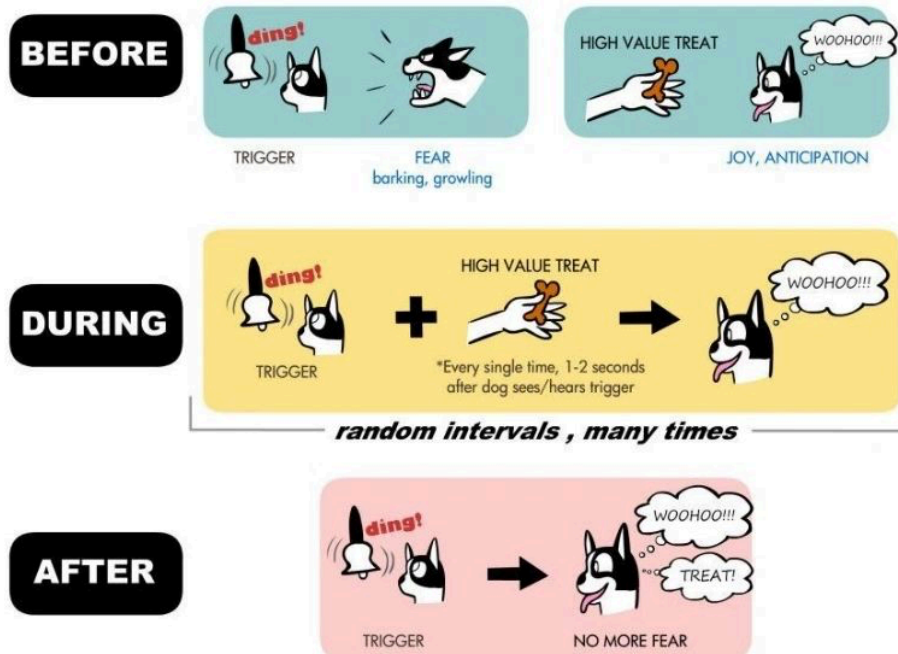 BEFORE
ding!
HIGH VALUE TREAT
WOOHOO!!!
TRIGGER
FEAR
barking, growling
JOY, ANTICIPATION
DURING
ding!
HIGH VALUE TREAT
WOOHOO!!!
TRIGGER
*Every single time, 1-2 seconds
after dog sees/hears trigger
random intervals , many times
AFTER
ding!
WOOHOO!!!
TREAT!
TRIGGER
NO MORE FEAR